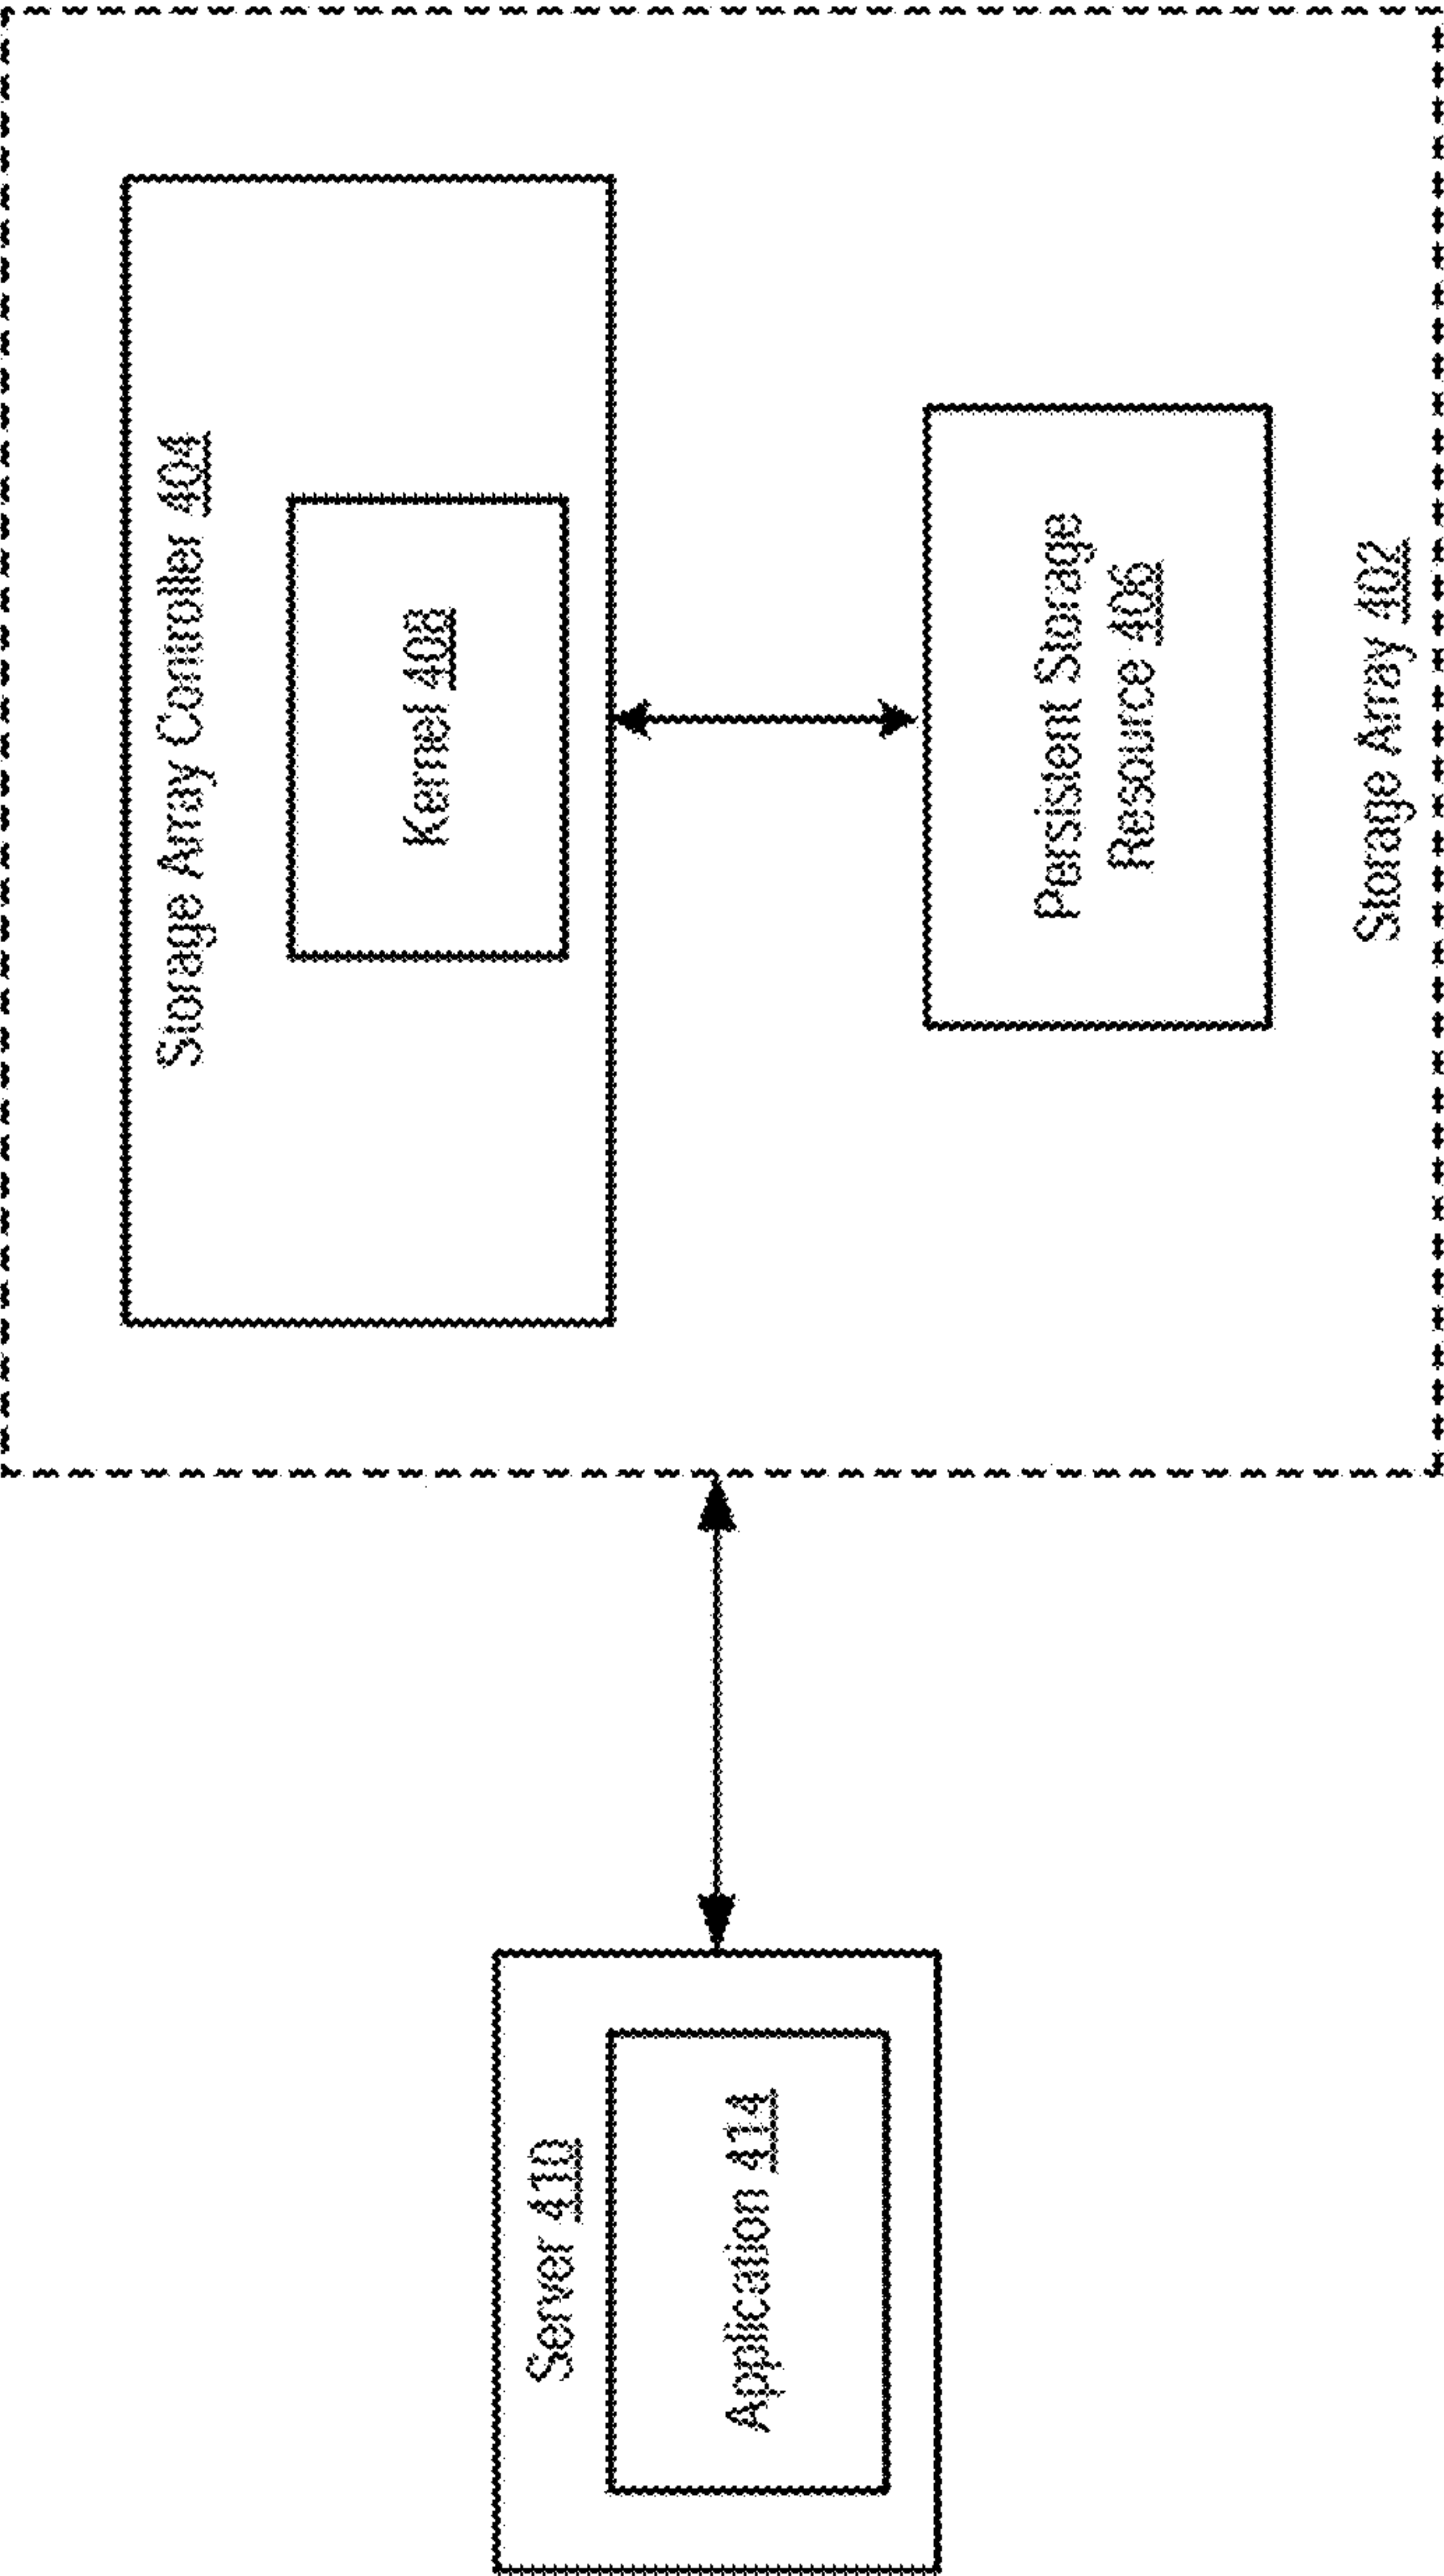 Server 410
Application 414
Storage Array Controller 404
Kernel 408
Persistent Storage
Resource 406
Storage Array 402